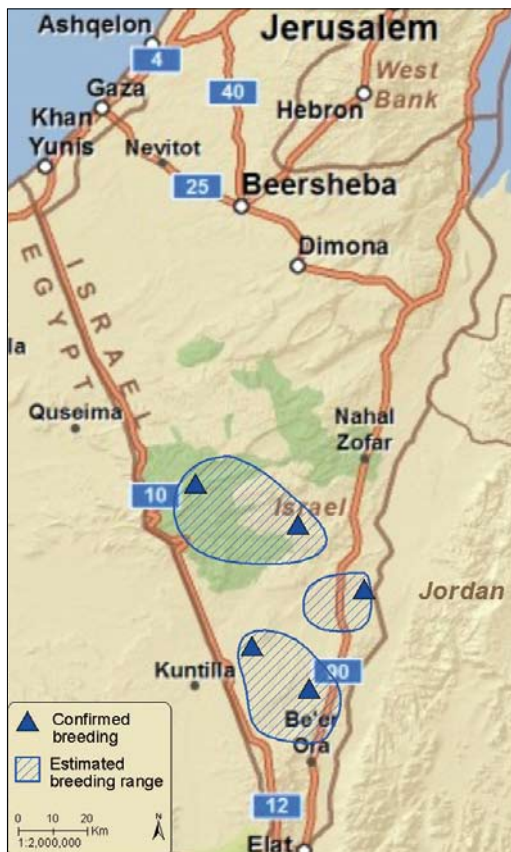 Ashqelon
Jerusalem
4
West
Bank
Gaza
40
Hebron
Khan
Yunis
Nevitot
25
Beersheba
Dimona
ISRAEL
EGYPT
la
Quseima
Nahal
Zofar
10
Israel
Jordan
Kuntilla
90
Be'er
Ora
12
Elat
Confirmed
breeding
Estimated
breeding range
0 10 20 Km
N
1:2,000,000